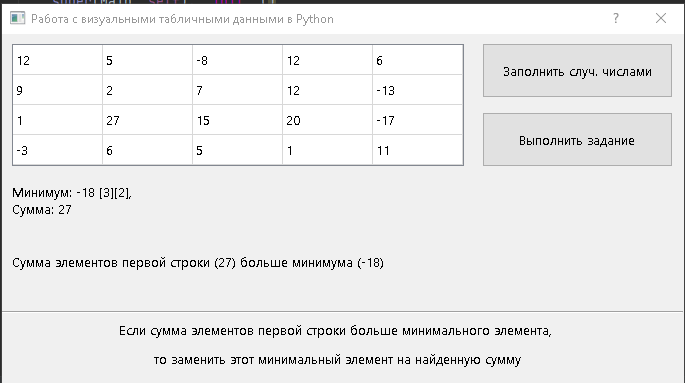 Работа с визуальными табличными данными в Python
12 5 -8 12 6
9 2 7 12 -13
1 27 15 20 -17
-3 6 5 1 11
Заполнить случ. числами
Выполнить задание
Минимум: -18 [3][2],
Сумма: 27
Сумма элементов первой строки (27) больше минимума (-18)
Если сумма элементов первой строки больше минимального элемента,
то заменить этот минимальный элемент на найденную сумму